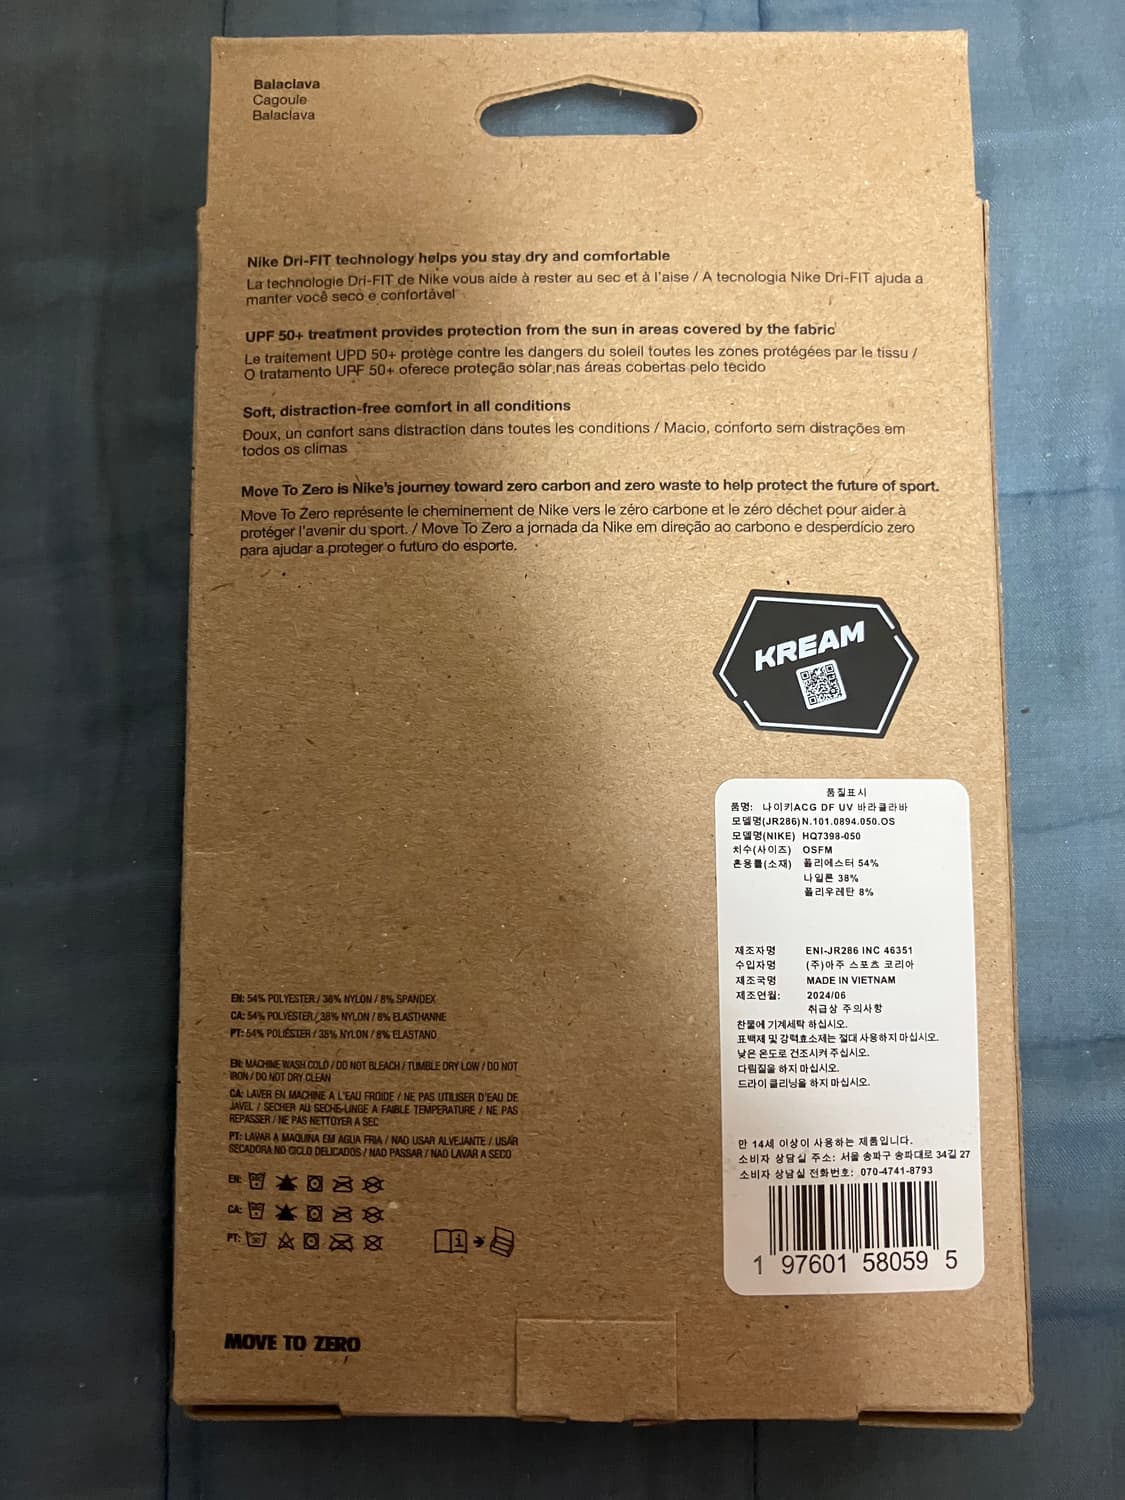 Balaclava
Cagoule
Balaclava
Nike Dri-FIT technology helps you stay dry and comfortable
La technologie Dri-FIT de Nike vous aide à rester au sec et à l'aise / A tecnologia Nike Dri-FIT ajuda a
manter você seco e confortável
UPF 50+ treatment provides protection from the sun in areas covered by the fabric
Le traitement UPD 50+ protège contre les dangers du soleil toutes les zones protégées par le tissu /
O tratamento UPF 50+ oferece proteção solar nas áreas cobertas pelo tecido
Soft, distraction-free comfort in all conditions
Doux, un confort sans distraction dans toutes les conditions / Macio, conforto sem distrações em
todos os climas
Move To Zero is Nike's journey toward zero carbon and zero waste to help protect the future of sport.
Move To Zero représente le cheminement de Nike vers le zéro carbone et le zéro déchet pour aider à
protéger l'avenir du sport. / Move To Zero a jornada da Nike em direção ao carbono e desperdício zero
para ajudar a proteger o futuro do esporte.
KREAM
품질표시
품명: 나이키ACG DF UV 바라클라바
모델명(JR286) N.101.0894.050.OS
모델명(NIKE) HQ7398-050
치수(사이즈) OSFM
혼용률(소재) 폴리에스터 54%
나일론 38%
폴리우레탄 8%
제조자명 ENI-JR286 INC 46351
수입자명 (주)아주 스포츠 코리아
제조국명 MADE IN VIETNAM
제조연월: 2024/06
취급상 주의사항
찬물에 기계세탁 하십시오.
표백제 및 강력효소제는 절대 사용하지 마십시오.
낮은 온도로 건조시켜 주십시오.
다림질을 하지 마십시오.
드라이 클리닝을 하지 마십시오.
만 14세 이상이 사용하는 제품입니다.
소비자 상담실 주소: 서울 송파구 송파대로 34길 27
소비자 상담실 전화번호: 070-4741-8793
1 97601 58059 5
EN: 54% POLYESTER / 38% NYLON / 8% SPANDEX
CA: 54% POLYESTER / 38% NYLON / 8% ELASTHANNE
PT: 54% POLIÉSTER / 38% NYLON / 8% ELASTANO
EN: MACHINE WASH COLD / DO NOT BLEACH / TUMBLE DRY LOW / DO NOT
IRON / DO NOT DRY CLEAN
CA: LAVER EN MACHINE A L'EAU FROIDE / NE PAS UTILISER D'EAU DE
JAVEL / SECHER AU SECHE-LINGE A FAIBLE TEMPERATURE / NE PAS
REPASSER / NE PAS NETTOYER A SEC
PT: LAVAR A MAQUINA EM AGUA FRIA / NAO USAR ALVEJANTE / USAR
SECADORA NO CICLO DELICADOS / NAO PASSAR / NAO LAVAR A SECO
EN:
CA:
PT: 30
MOVE TO ZERO